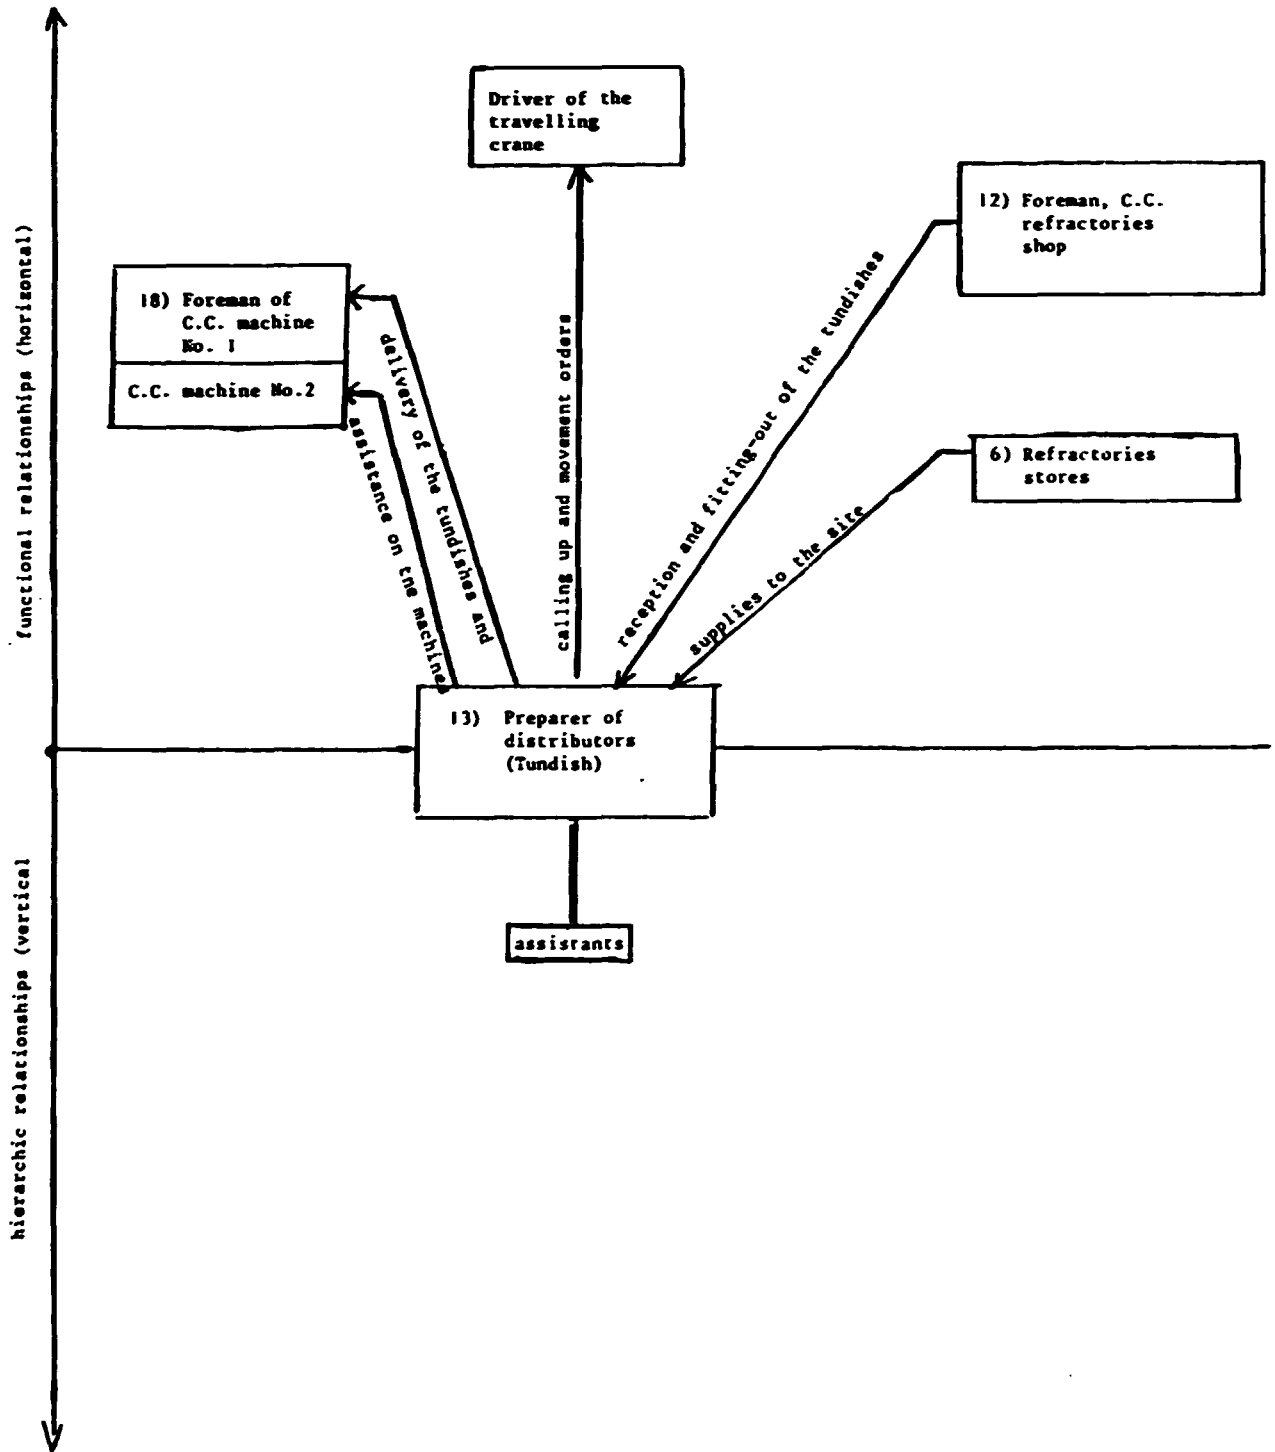 Driver of the
travelling
crane
12) Foreman, C.C.
refractories
shop
18) Foreman of
C.C. machine
No. 1
C.C. machine No.2
6) Refractories
stores
functional relationships (horizontal)
delivery of the tundishes and
assistance on the machines
calling up and movement orders
reception and fitting-out of the tundishes
supplies to the site
13) Preparer of
distributors
(Tundish)
assistants
hierarchic relationships (vertical